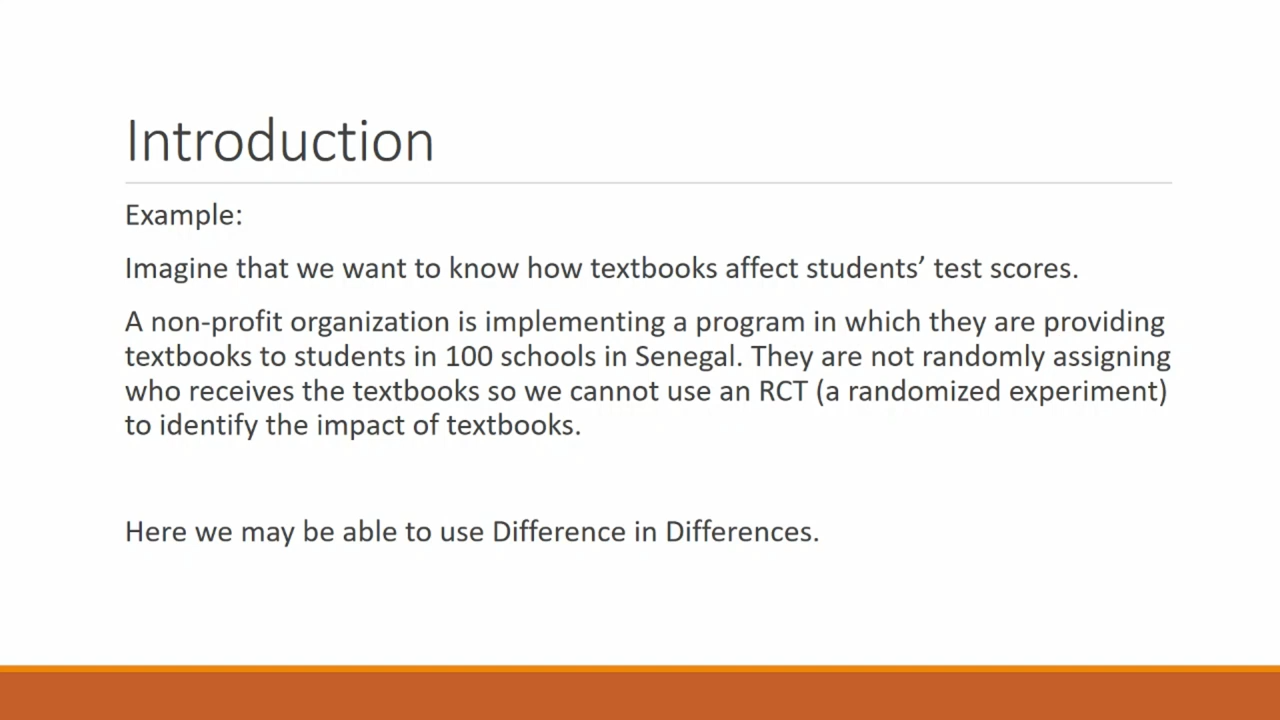 Introduction
Example:
Imagine that we want to know how textbooks affect students’ test scores.
A non-profit organization is implementing a program in which they are providing
textbooks to students in 100 schools in Senegal. They are not randomly assigning
who receives the textbooks so we cannot use an RCT (a randomized experiment)
to identify the impact of textbooks.
Here we may be able to use Difference in Differences.